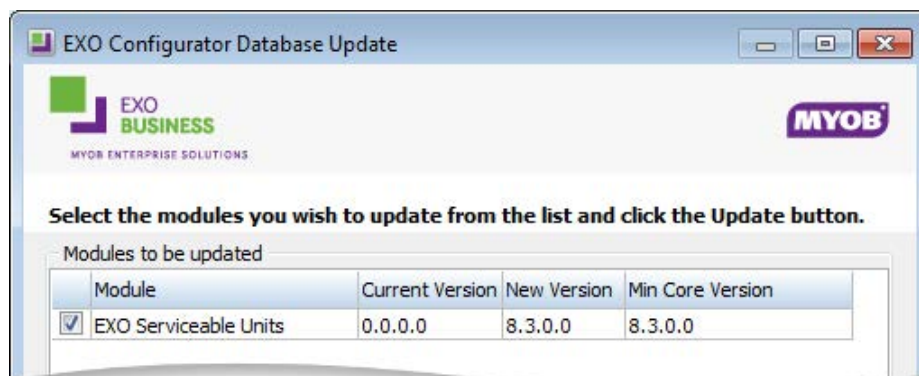 EXO Configurator Database Update
EXO
BUSINESS
MYOB ENTERPRISE SOLUTIONS
MYOB
Select the modules you wish to update from the list and click the Update button.
Modules to be updated
Module Current Version New Version Min Core Version
EXO Serviceable Units 0.0.0.0 8.3.0.0 8.3.0.0